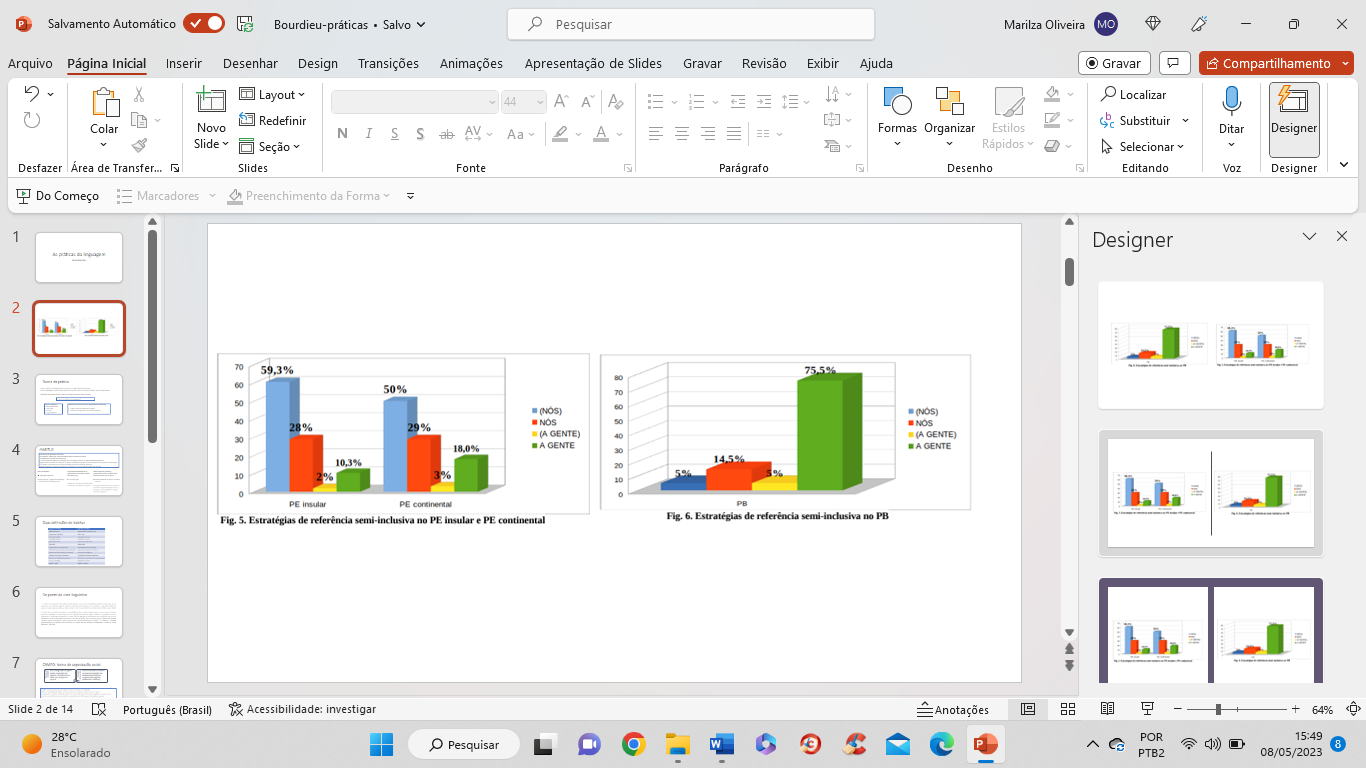 Salvamento Automático
Bourdieu-práticas • Salvo
Pesquisar
Marilza Oliveira
MO
Arquivo
Página Inicial
Inserir
Desenhar
Design
Transições
Animações
Apresentação de Slides
Gravar
Revisão
Exibir
Ajuda
Gravar
Compartilhamento
Desfazer
Colar
Área de Transfer...
Novo
Slide
Layout
Redefinir
Seção
Slides
44
N I S S ab AV Aa A
Fonte
Parágrafo
Formas
Organizar
Estilos
Rápidos
Desenho
Localizar
Substituir
Selecionar
Editando
Ditar
Voz
Designer
Designer
Do Começo
Marcadores
Preenchimento da Forma
1
As práticas da linguagem
2
3
4
5
6
7
70
60
50
40
30
20
10
0
59,3%
28%
2%
10,3%
50%
29%
3%
18,0%
PE insular
PE continental
(NÓS)
NÓS
(A GENTE)
A GENTE
Fig. 5. Estratégias de referência semi-inclusiva no PE insular e PE continental
80
70
60
50
40
30
20
10
0
5%
14,5%
5%
75,5%
PB
(NÓS)
NÓS
(A GENTE)
A GENTE
Fig. 6. Estratégias de referência semi-inclusiva no PB
Designer
Slide 2 de 14
Português (Brasil)
Acessibilidade: investigar
Anotações
64%
28°C
Ensolarado
Pesquisar
POR
PTB2
15:49
08/05/2023
8